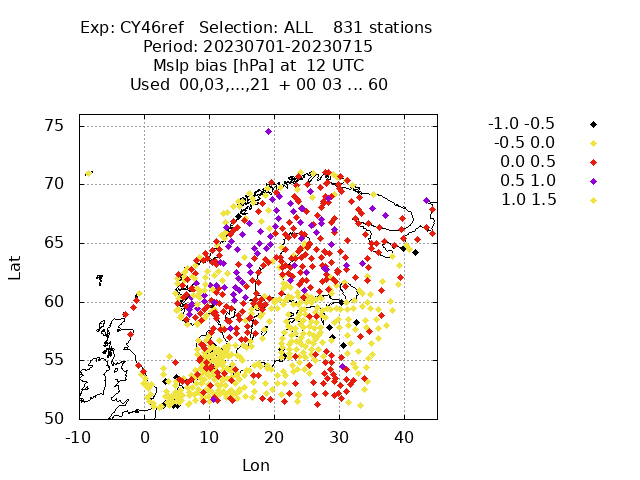 Exp: CY46ref Selection: ALL 831 stations
Period: 20230701-20230715
Mslp bias [hPa] at 12 UTC
Used 00,03,...,21 + 00 03 ... 60
-1.0 -0.5
-0.5 0.0
0.0 0.5
0.5 1.0
1.0 1.5
75
70
65
60
55
50
Lat
-10 0 10 20 30 40
Lon